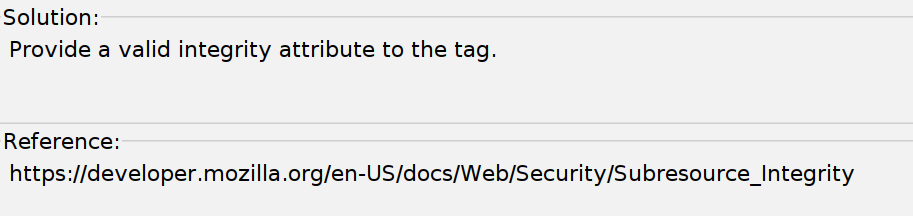 Solution:
Provide a valid integrity attribute to the tag.
Reference:
https://developer.mozilla.org/en-US/docs/Web/Security/Subresource_Integrity